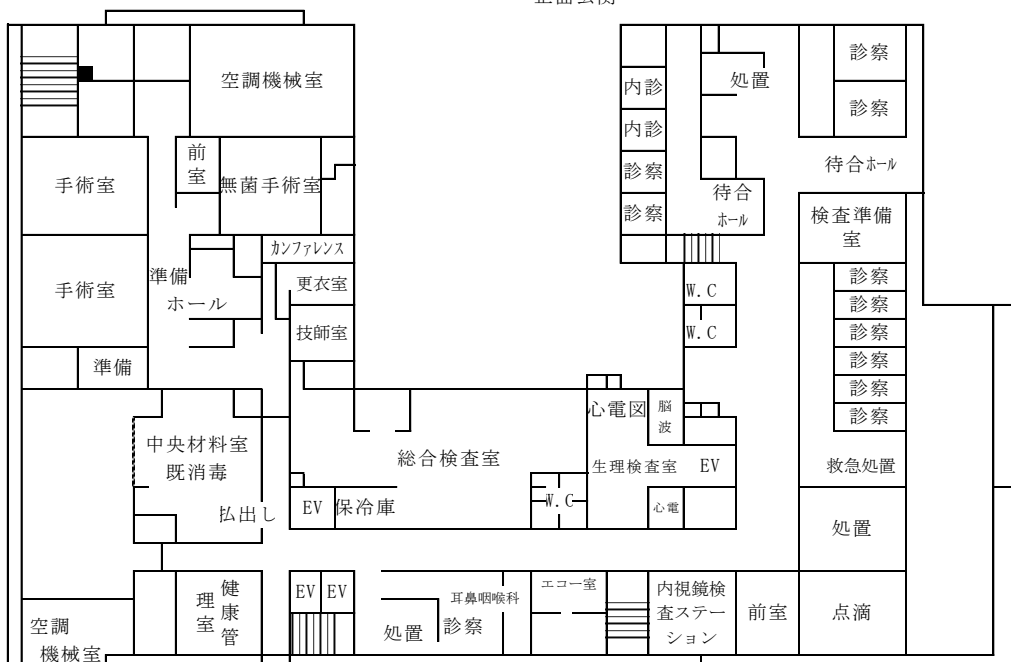 空調機械室
処置
診察
内診
診察
内診
前
室
手術室
無菌手術室
診察
待合ホール
診察
待合
ホール
検査準備
室
カンファレンス
更衣室
診察
準備
ホール
手術室
W.C
診察
技師室
W.C
診察
準備
診察
診察
心電図
脳
波
診察
中央材料室
既消毒
総合検査室
生理検査室
EV
救急処置
払出し
EV
保冷庫
W.C
心電
処置
健
康
管
理
室
EV
EV
耳鼻咽喉科
診察
処置
エコー室
内視鏡検
査ステー
ション
前室
点滴
空調
機械室